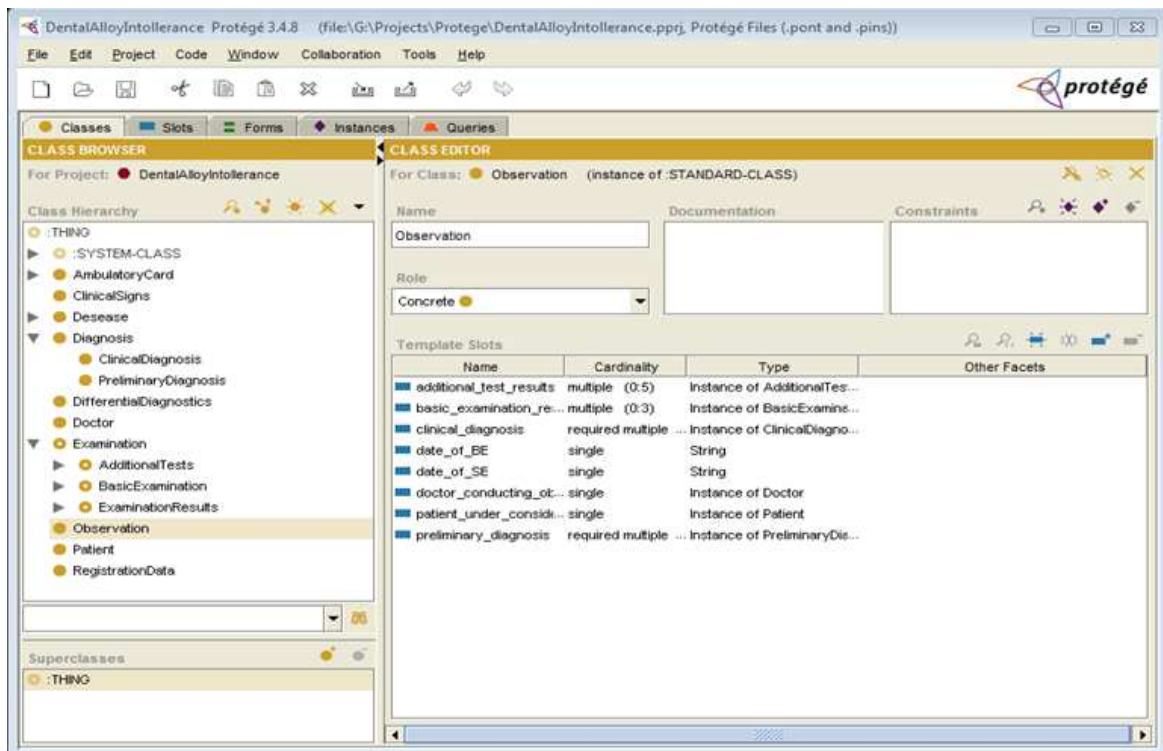 DentalAlloyIntollerance Protégé 3.4.8 (file:\G:\Projects\Protege\DentalAlloyIntollerance.pprj, Protégé Files (.pont and .pins))
File Edit Project Code Window Collaboration Tools Help
protégé
Classes Slots Forms Instances Queries
CLASS BROWSER
For Project: DentalAlloyIntollerance
Class Hierarchy
:THING
:SYSTEM-CLASS
AmbulatoryCard
ClinicalSigns
Desease
Diagnosis
ClinicalDiagnosis
PreliminaryDiagnosis
DifferentialDiagnostics
Doctor
Examination
AdditionalTests
BasicExamination
ExaminationResults
Observation
Patient
RegistrationData
Superclasses
:THING
CLASS EDITOR
For Class: Observation (instance of :STANDARD-CLASS)
Name Documentation Constraints
Observation
Role
Concrete
Template Slots
Name Cardinality Type Other Facets
additional_test_results multiple (0:5) Instance of AdditionalTes...
basic_examination_re... multiple (0:3) Instance of BasicExamina...
clinical_diagnosis required multiple ... Instance of ClinicalDiagno...
date_of_BE single String
date_of_SE single String
doctor_conducting_ob... single Instance of Doctor
patient_under_conside... single Instance of Patient
preliminary_diagnosis required multiple ... Instance of PreliminaryDia...